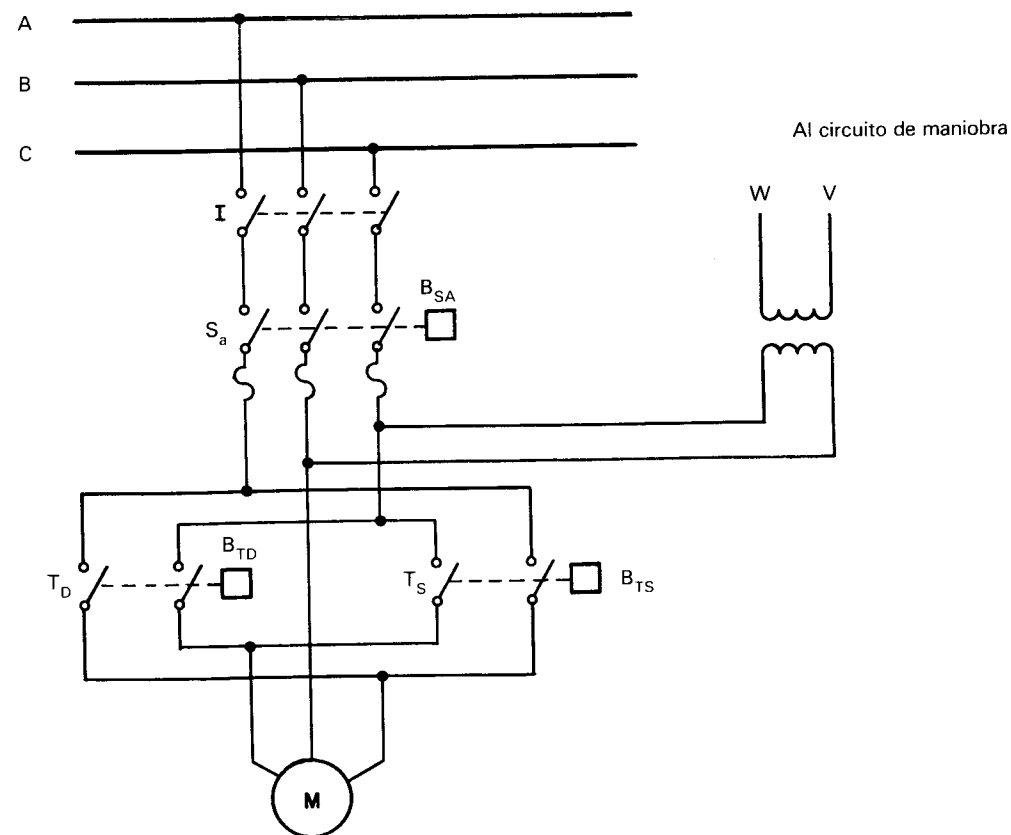 A
B
Al circuito de maniobra
C
W V
I
B_SA
S_a
B_TD
T_D
T_S
B_TS
M